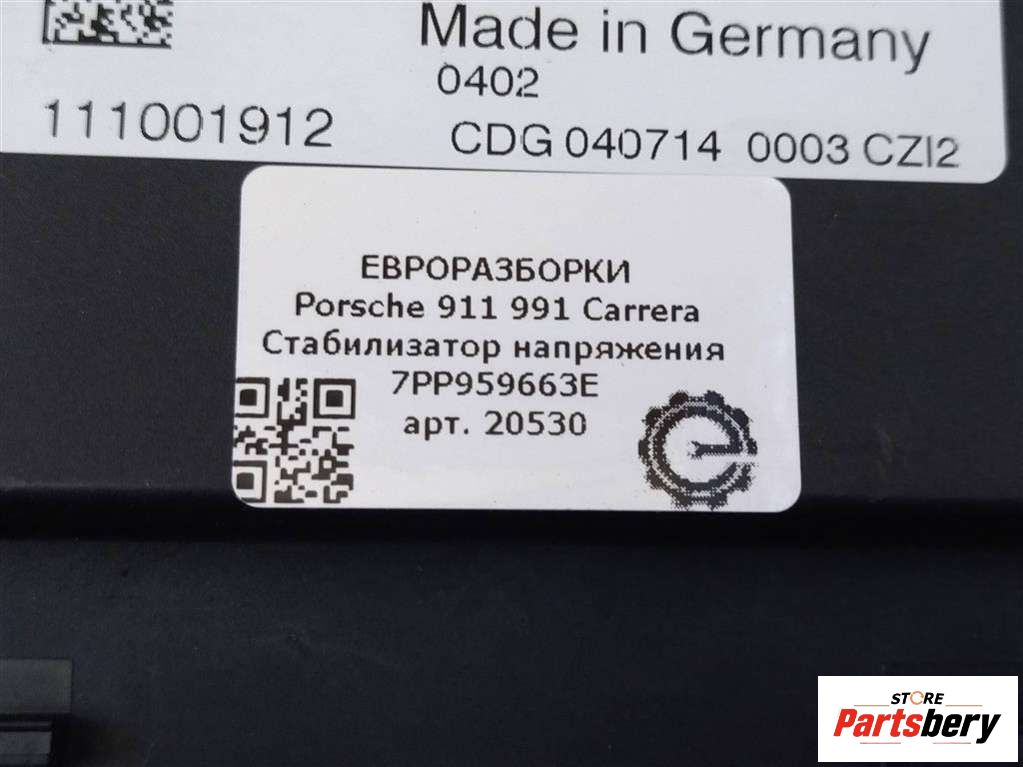 Made in Germany
0402
111001912 CDG 040714 0003 CZI2
ЕВРОРАЗБОРКИ
Porsche 911 991 Carrera
Стабилизатор напряжения
7PP959663E
арт. 20530
STORE
Partsbery